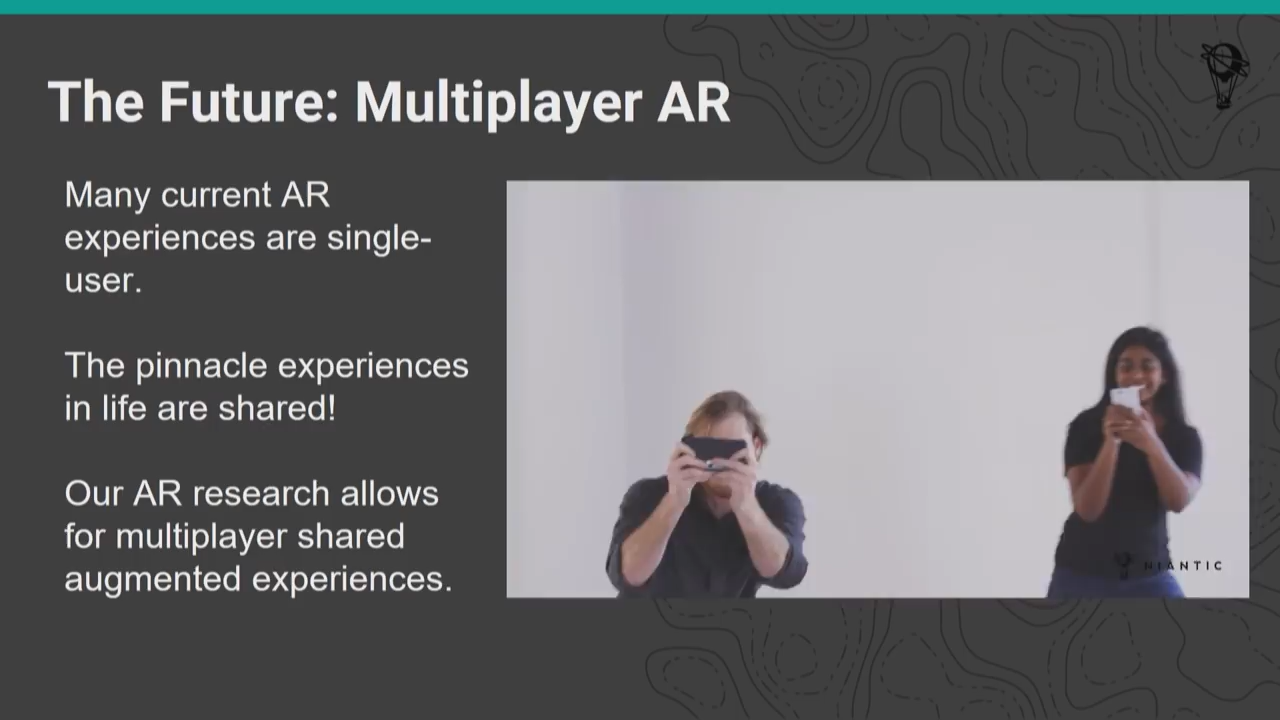 The Future: Multiplayer AR
Many current AR
experiences are single-
user.
The pinnacle experiences
in life are shared!
Our AR research allows
for multiplayer shared
augmented experiences.
NIANTIC